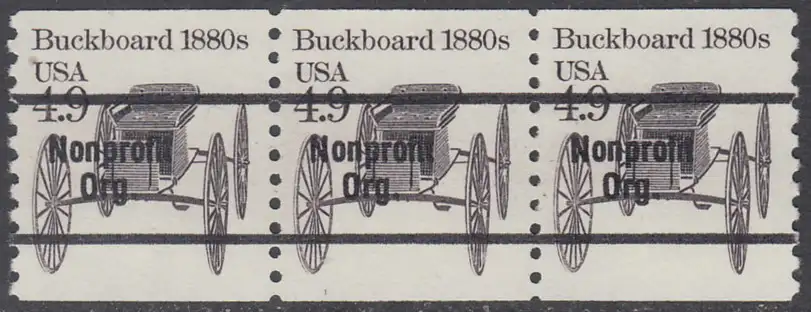 Buckboard 1880s
USA
4.9
Nonprofit
Org.
Buckboard 1880s
USA
4.9
Nonprofit
Org.
Buckboard 1880s
USA
4.9
Nonprofit
Org.